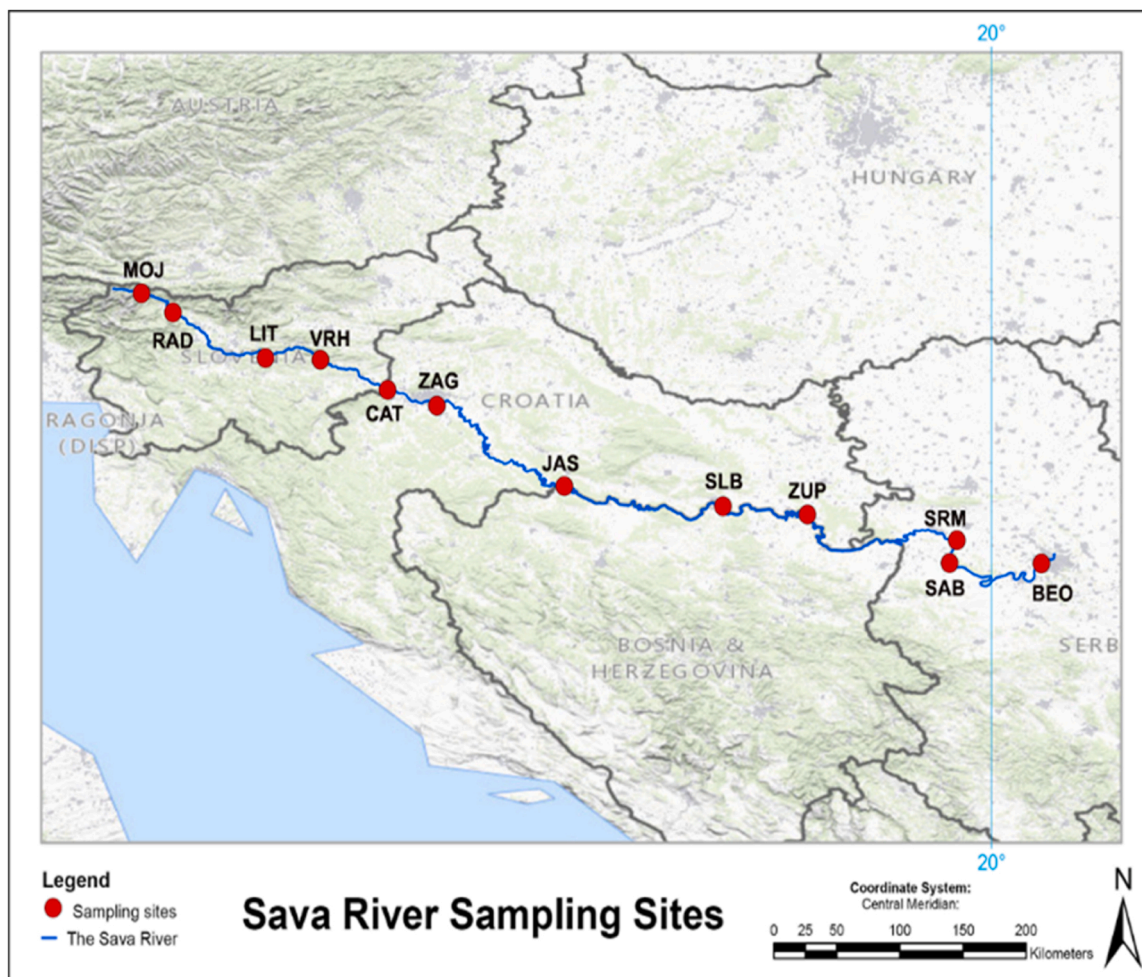 20°
AUSTRIA
HUNGARY
MOJ
RAD
LIT
VRH
SLOVENIA
ZAG
CAT
CROATIA
RAGONJA
(DISP)
JAS
SLB
ZUP
SRM
SAB
BEO
BOSNIA &
HERZEGOVINA
SERB
20°
Legend
Sampling sites
The Sava River
Sava River Sampling Sites
Coordinate System:
Central Meridian:
0 25 50 100 150 200
Kilometers
N